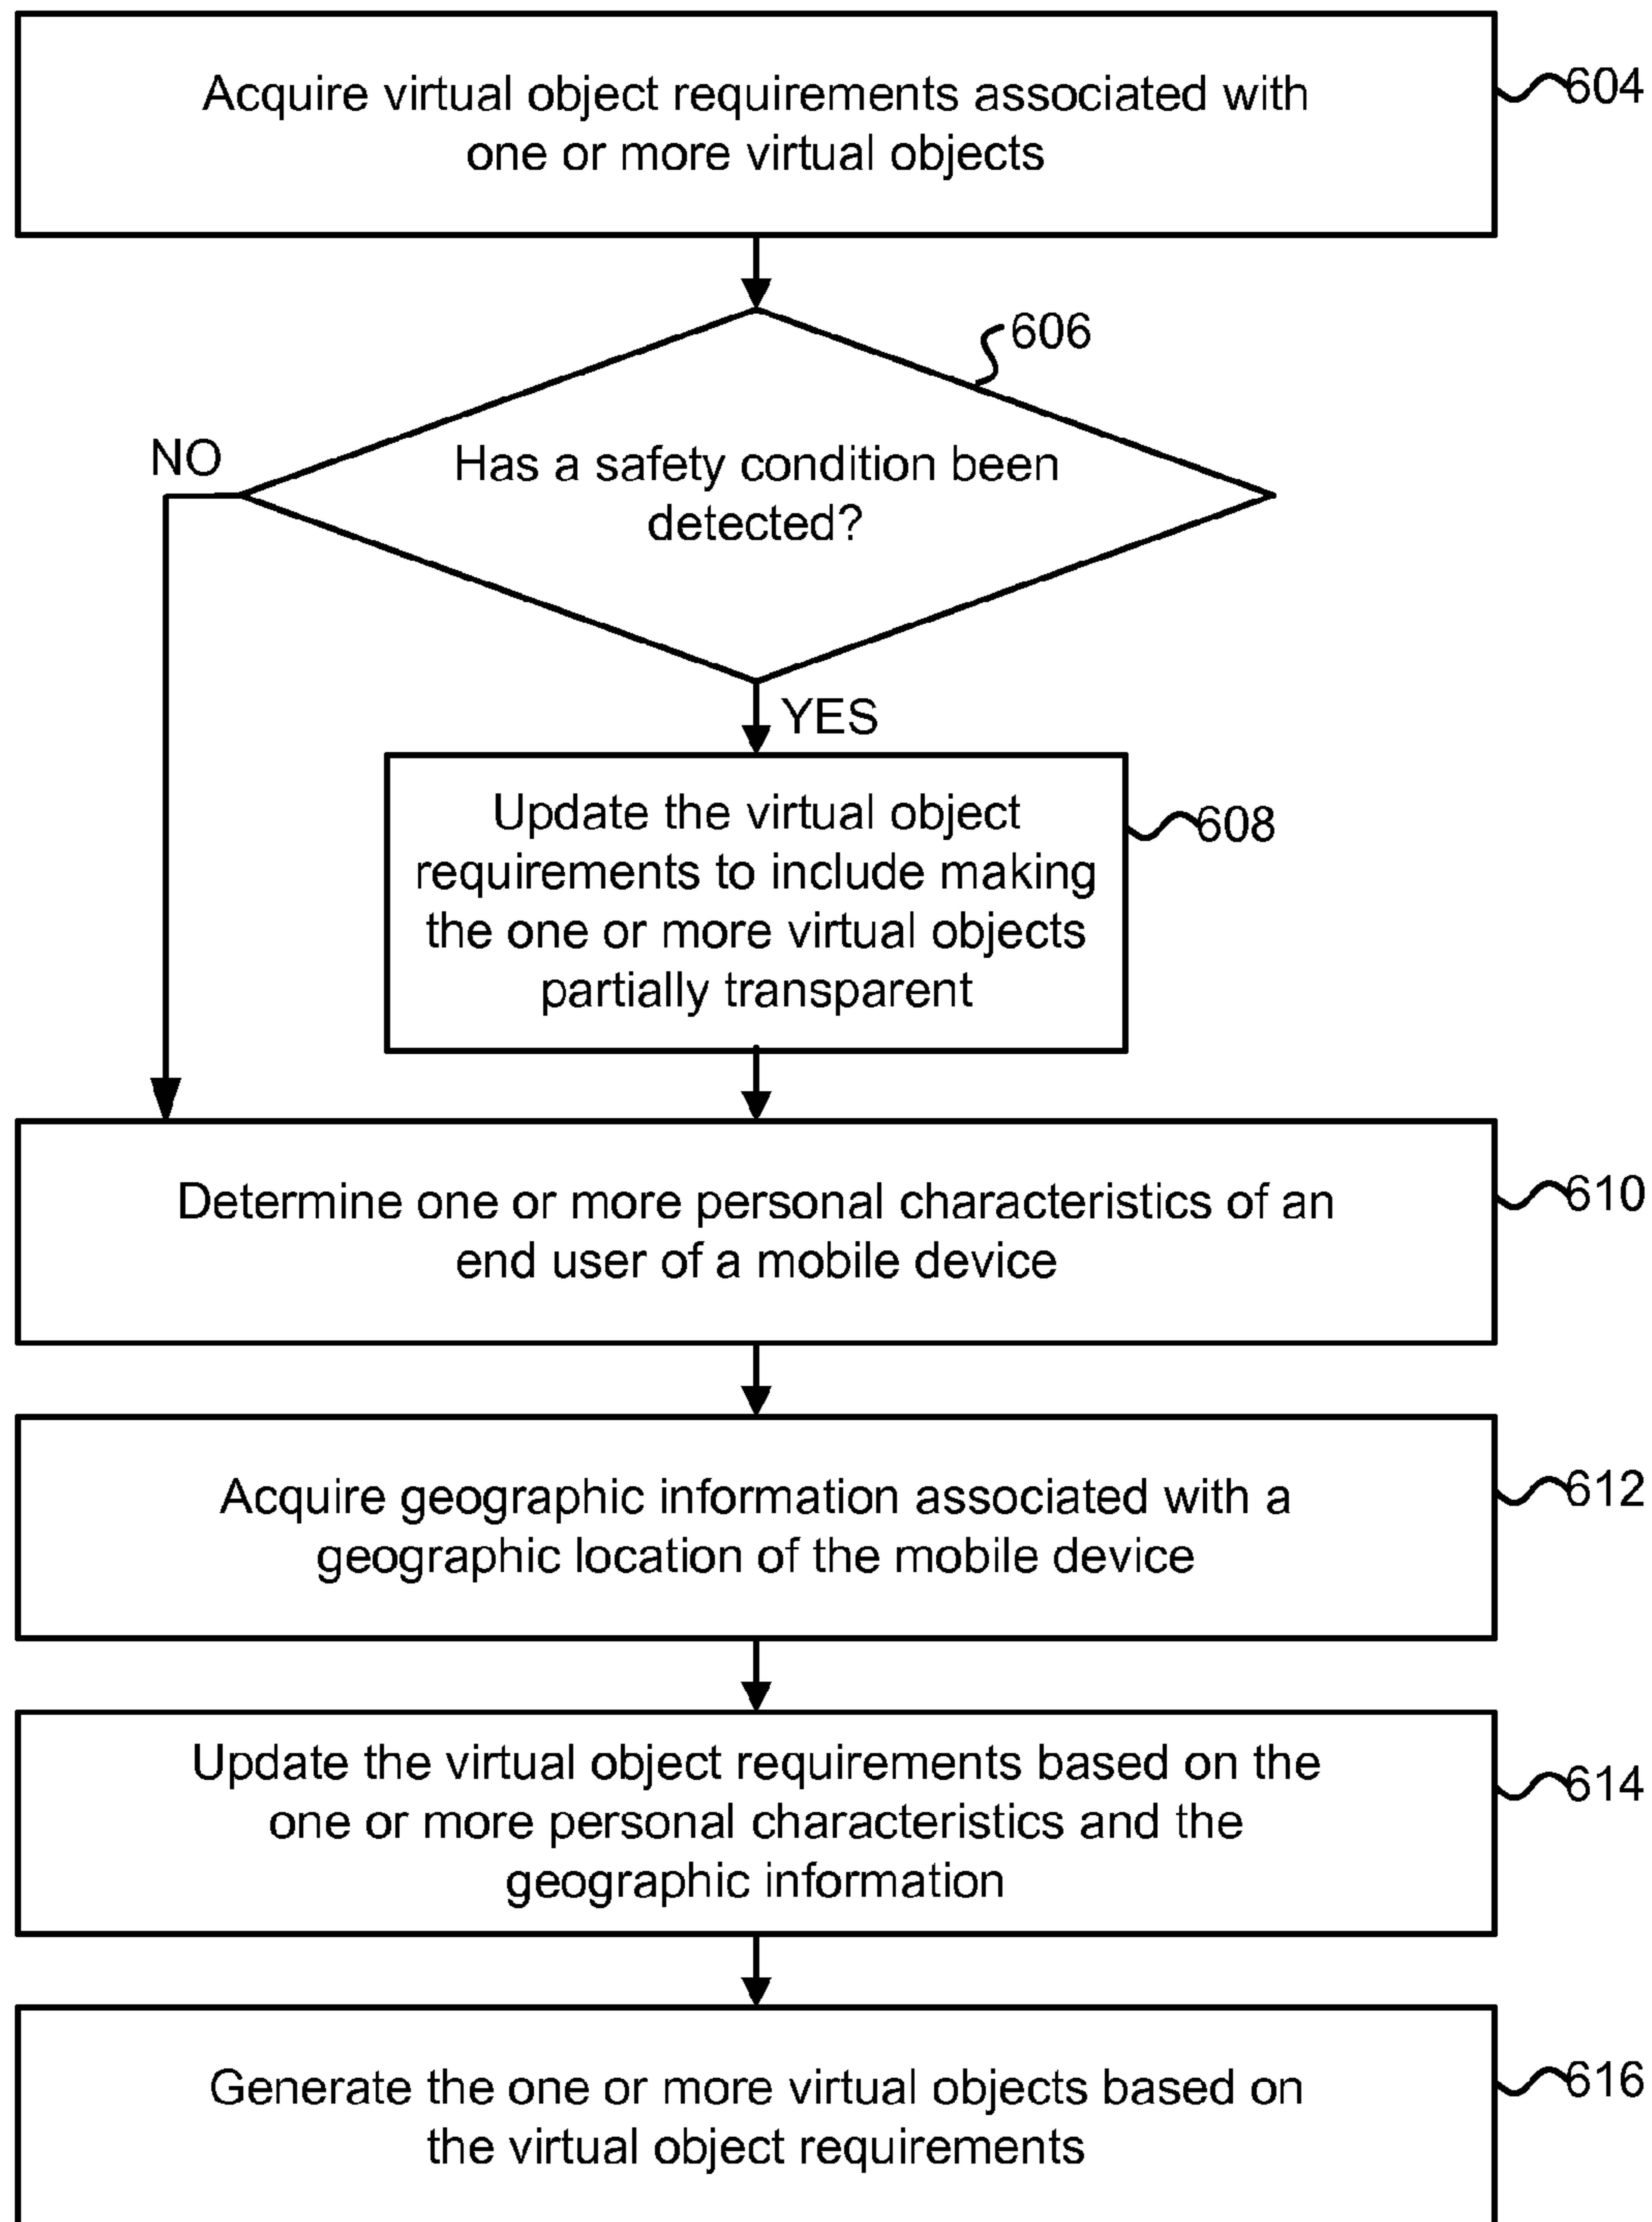 Acquire virtual object requirements associated with
one or more virtual objects
604
606
Has a safety condition been
detected?
NO
YES
Update the virtual object
requirements to include making
the one or more virtual objects
partially transparent
608
Determine one or more personal characteristics of an
end user of a mobile device
610
Acquire geographic information associated with a
geographic location of the mobile device
612
Update the virtual object requirements based on the
one or more personal characteristics and the
geographic information
614
Generate the one or more virtual objects based on
the virtual object requirements
616